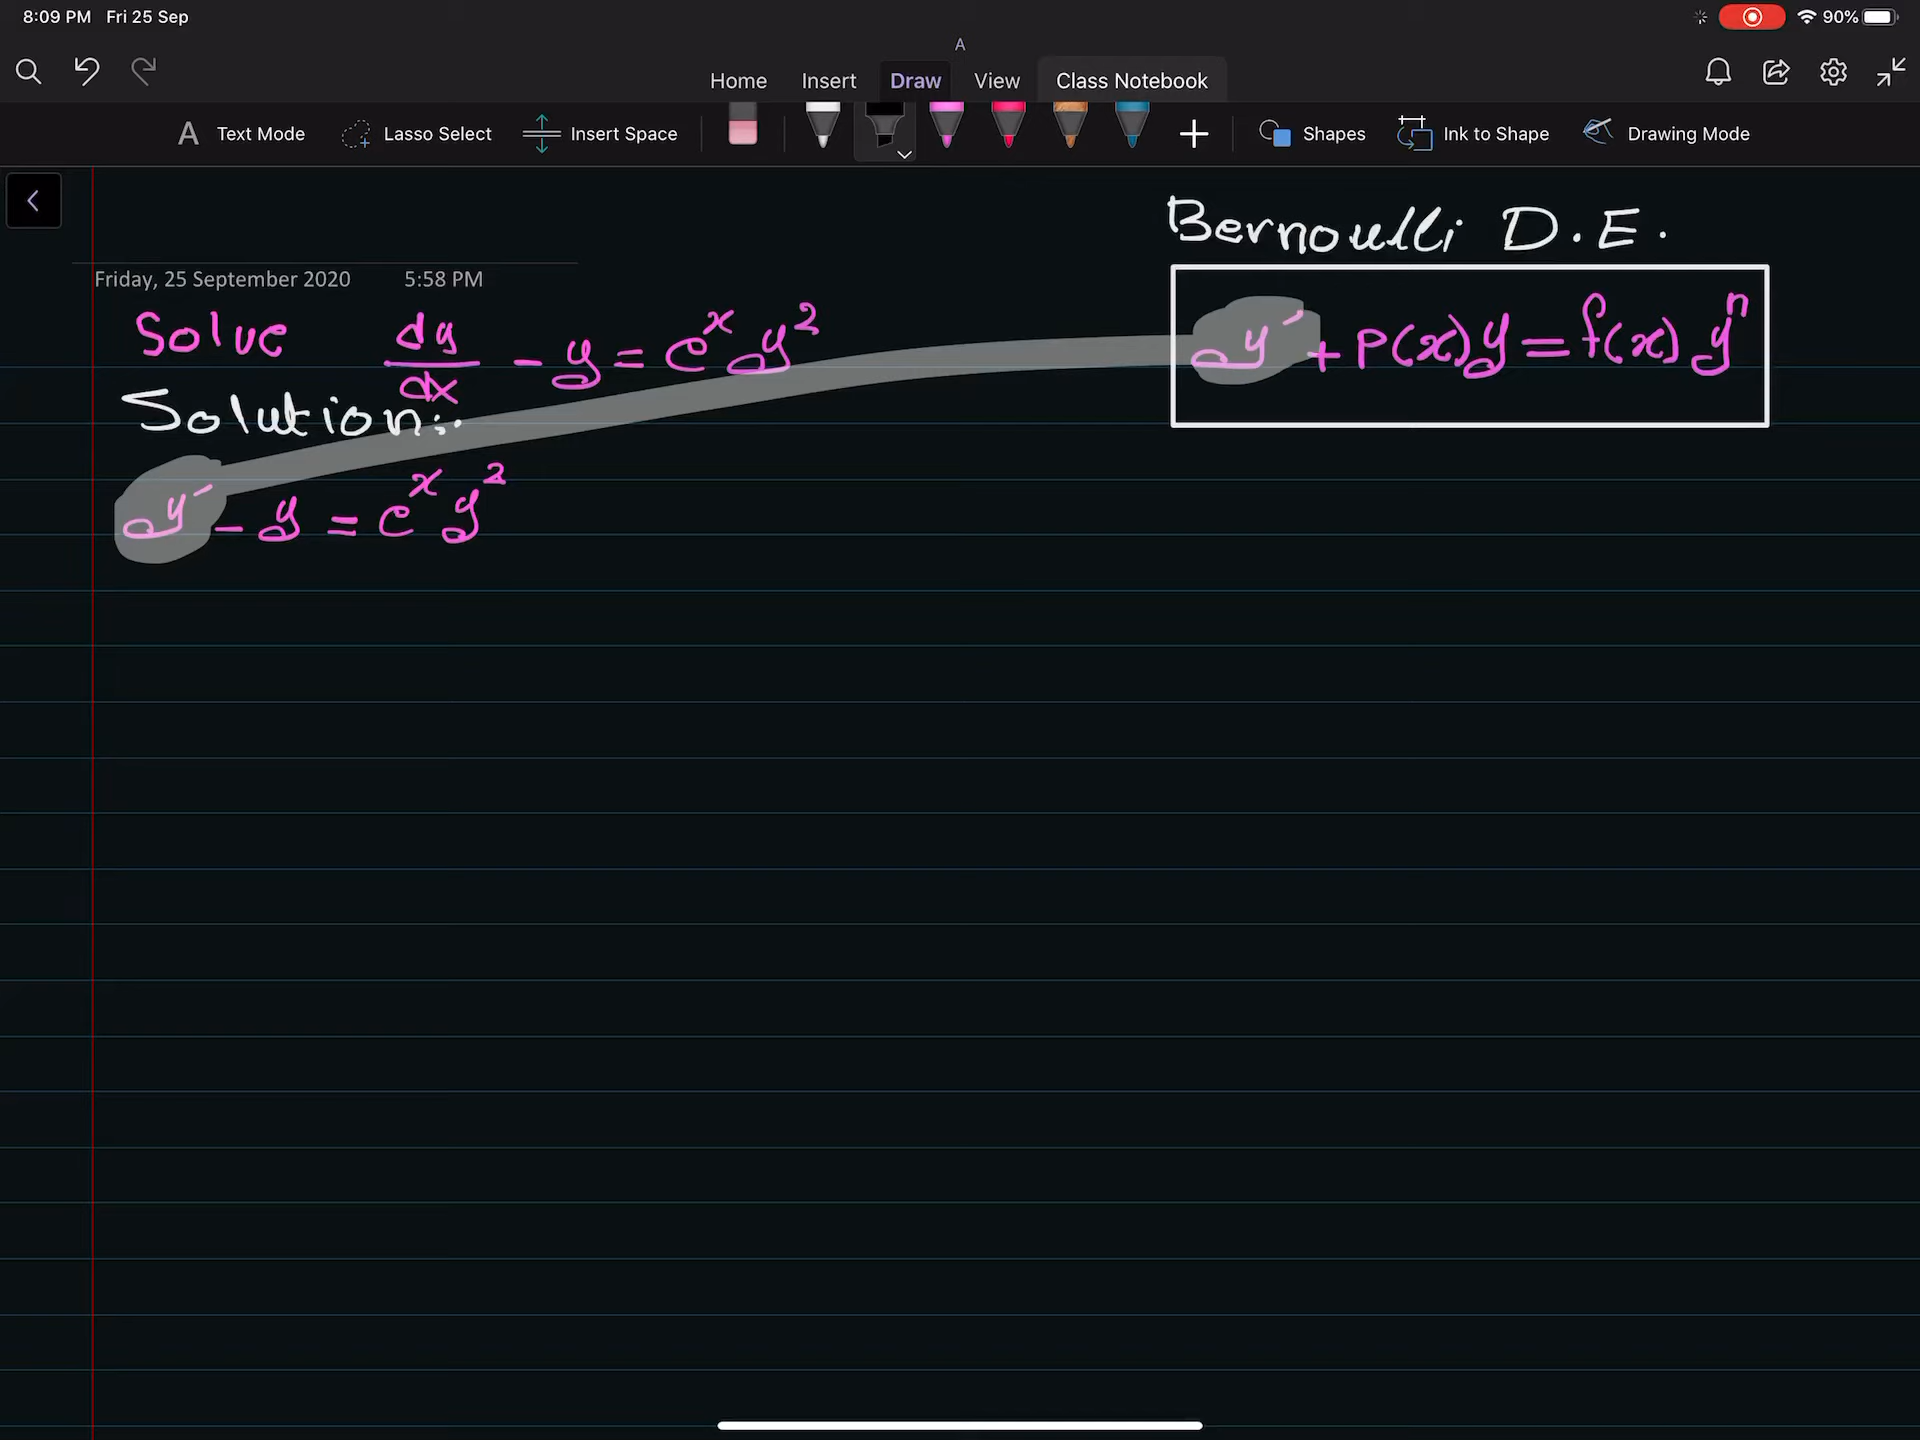 8:09 PM Fri 25 Sep 90%
A
Home Insert Draw View Class Notebook
A Text Mode Lasso Select Insert Space Shapes Ink to Shape Drawing Mode
Bernoulli D.E.
Friday, 25 September 2020 5:58 PM
Solve dy/dx - y = e^x y^2
y' + P(x)y = f(x) y^n
Solution:.
y' - y = e^x y^2